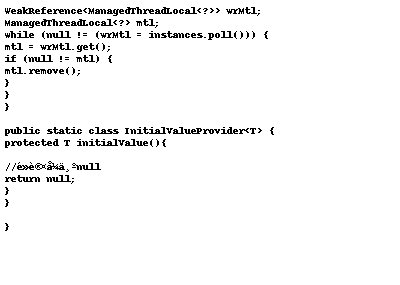 WeakReference<ManagedThreadLocal<?>> wrMtl;
ManagedThreadLocal<?> mtl;
while (null != (wrMtl = instances.poll())) {
mtl = wrMtl.get();
if (null != mtl) {
mtl.remove();
}
}
}
public static class InitialValueProvider<T> {
protected T initialValue(){
//null
return null;
}
}
}